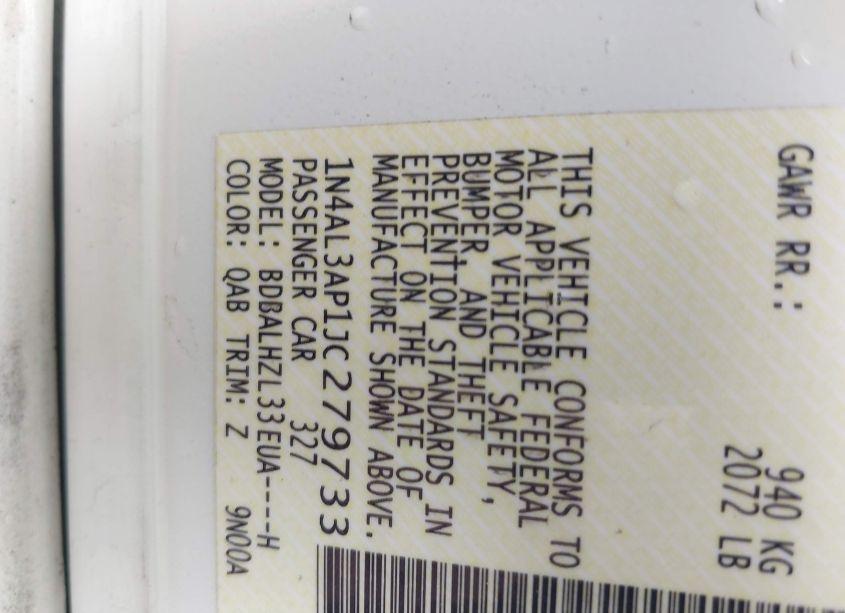 GAWR RR.:
940 KG
2072 LB
THIS VEHICLE CONFORMS TO
ALL APPLICABLE FEDERAL
MOTOR VEHICLE SAFETY,
BUMPER, AND THEFT
PREVENTION STANDARDS IN
EFFECT ON THE DATE OF
MANUFACTURE SHOWN ABOVE.
1N4AL3AP1JC279733
PASSENGER CAR 327
MODEL: BDBALHZL33EUA----H
COLOR: QAB TRIM: Z 9N00A